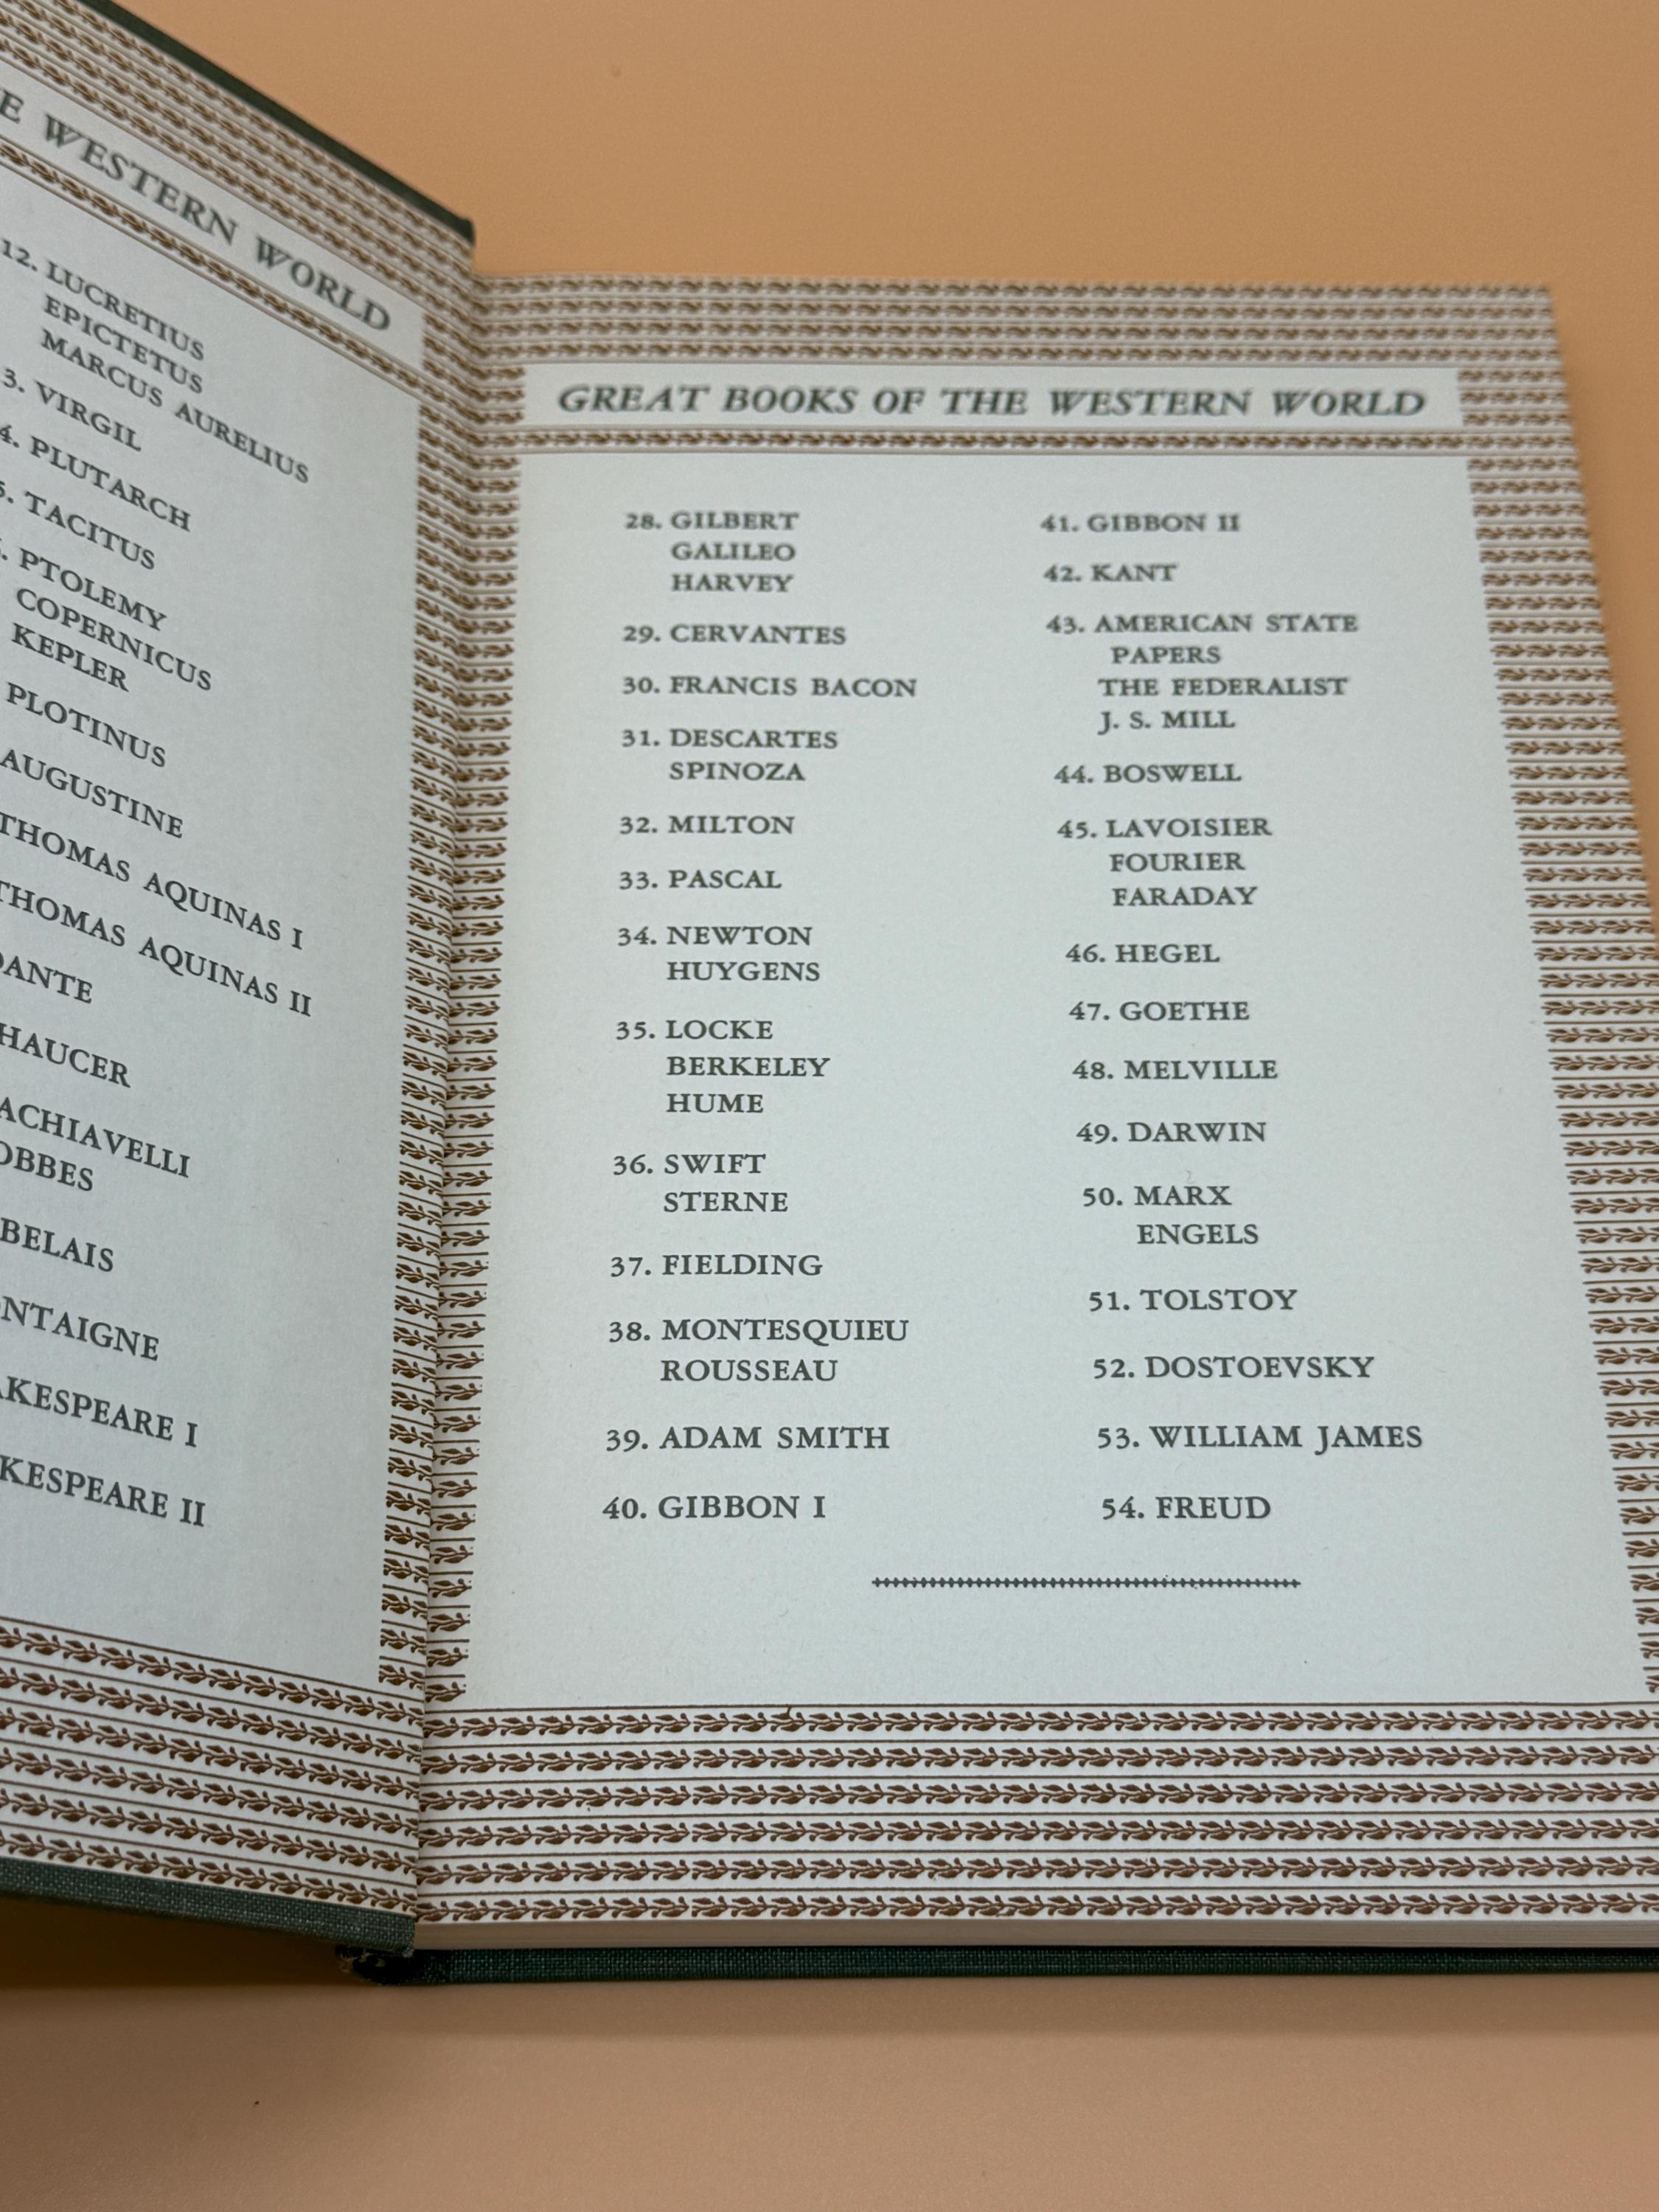 WESTERN WORLD
12. LUCRETIUS
EPICTETUS
MARCUS AURELIUS
3. VIRGIL
4. PLUTARCH
5. TACITUS
PTOLEMY
COPERNICUS
KEPLER
PLOTINUS
AUGUSTINE
THOMAS AQUINAS I
THOMAS AQUINAS II
DANTE
HAUCER
ACHIAVELLI
OBBES
BELAIS
NTAIGNE
AKESPEARE I
KESPEARE II
GREAT BOOKS OF THE WESTERN WORLD
28. GILBERT
GALILEO
HARVEY
29. CERVANTES
30. FRANCIS BACON
31. DESCARTES
SPINOZA
32. MILTON
33. PASCAL
34. NEWTON
HUYGENS
35. LOCKE
BERKELEY
HUME
36. SWIFT
STERNE
37. FIELDING
38. MONTESQUIEU
ROUSSEAU
39. ADAM SMITH
40. GIBBON I
41. GIBBON II
42. KANT
43. AMERICAN STATE
PAPERS
THE FEDERALIST
J. S. MILL
44. BOSWELL
45. LAVOISIER
FOURIER
FARADAY
46. HEGEL
47. GOETHE
48. MELVILLE
49. DARWIN
50. MARX
ENGELS
51. TOLSTOY
52. DOSTOEVSKY
53. WILLIAM JAMES
54. FREUD